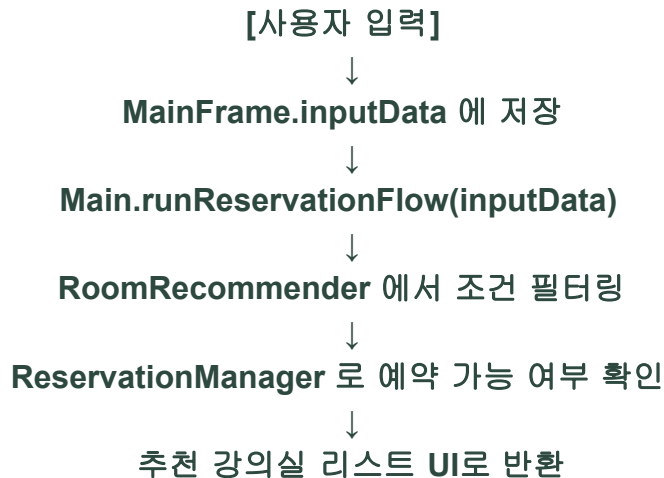 [사용자 입력]
↓
MainFrame.inputData 에 저장
↓
Main.runReservationFlow(inputData)
↓
RoomRecommender 에서 조건 필터링
↓
ReservationManager 로 예약 가능 여부 확인
↓
추천 강의실 리스트 UI로 반환